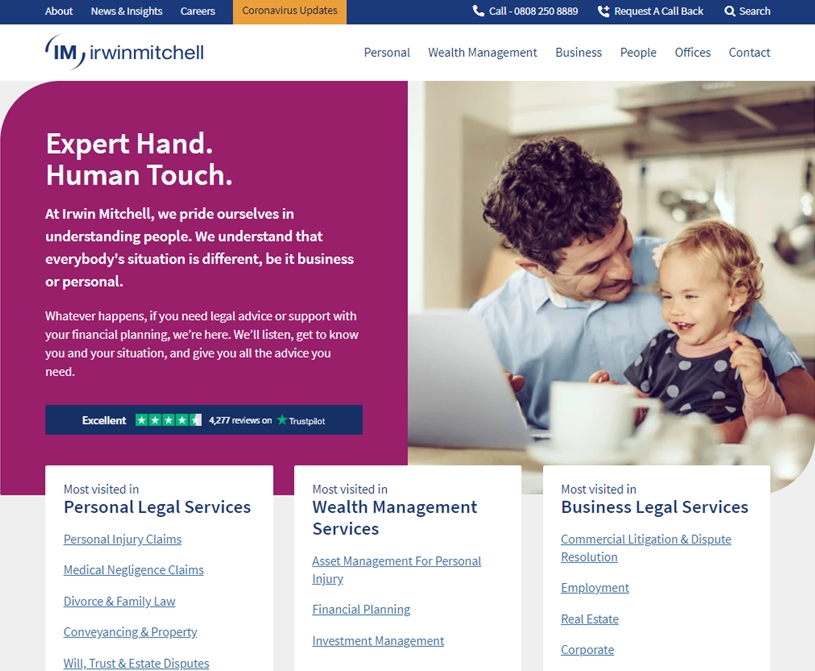 About News & Insights Careers Coronavirus Updates Call - 0808 250 8889 Request A Call Back Search
IM irwinmitchell
Personal Wealth Management Business People Offices Contact
Expert Hand.
Human Touch.
At Irwin Mitchell, we pride ourselves in
understanding people. We understand that
everybody's situation is different, be it business
or personal.
Whatever happens, if you need legal advice or support with
your financial planning, we're here. We'll listen, get to know
you and your situation, and give you all the advice you
need.
Excellent 4,277 reviews on Trustpilot
Most visited in
Personal Legal Services
Personal Injury Claims
Medical Negligence Claims
Divorce & Family Law
Conveyancing & Property
Will, Trust & Estate Disputes
Most visited in
Wealth Management
Services
Asset Management For Personal
Injury
Financial Planning
Investment Management
Most visited in
Business Legal Services
Commercial Litigation & Dispute
Resolution
Employment
Real Estate
Corporate